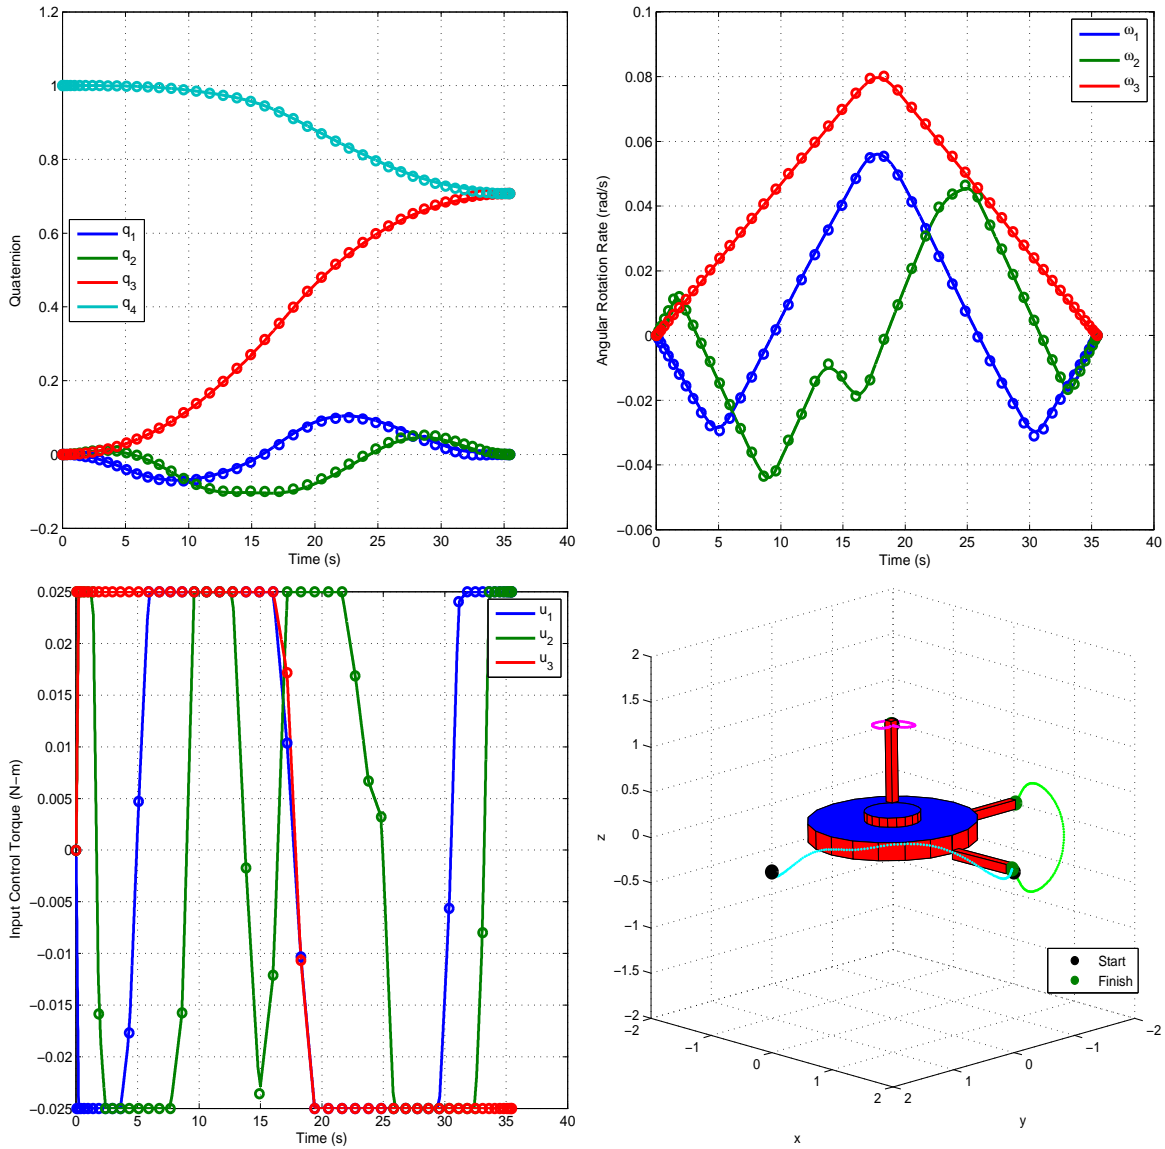 1.2
1
0.8
0.6
0.4
0.2
0
−0.2
Quaternion
q1
q2
q3
q4
0 5 10 15 20 25 30 35 40
Time (s)
0.1
0.08
0.06
0.04
0.02
0
−0.02
−0.04
−0.06
Angular Rotation Rate (rad/s)
ω1
ω2
ω3
0 5 10 15 20 25 30 35 40
Time (s)
0.025
0.02
0.015
0.01
0.005
0
−0.005
−0.01
−0.015
−0.02
−0.025
Input Control Torque (N−m)
u1
u2
u3
0 5 10 15 20 25 30 35 40
Time (s)
2
1.5
1
0.5
0
−0.5
−1
−1.5
−2
z
Start
Finish
−2 −1 0 1 2
x
2 1 0 −1 −2
y